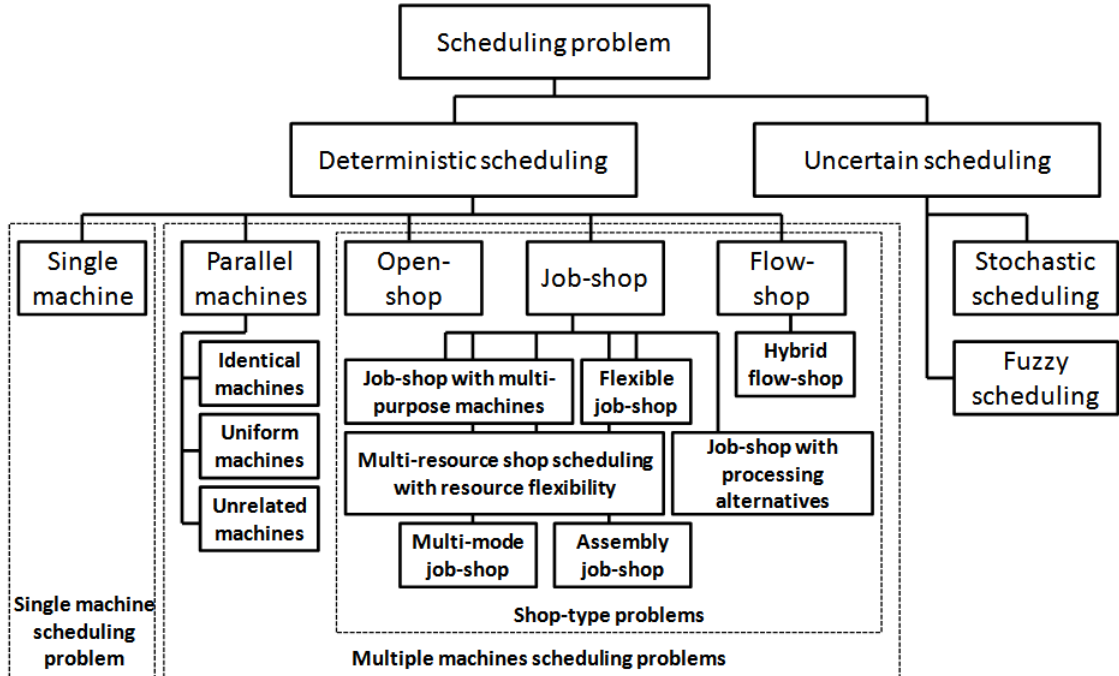 Scheduling problem
Deterministic scheduling
Uncertain scheduling
Single
machine
Parallel
machines
Open-
shop
Job-shop
Flow-
shop
Stochastic
scheduling
Identical
machines
Uniform
machines
Unrelated
machines
Job-shop with multi-
purpose machines
Flexible
job-shop
Hybrid
flow-shop
Fuzzy
scheduling
Multi-resource shop scheduling
with resource flexibility
Job-shop with
processing
alternatives
Multi-mode
job-shop
Assembly
job-shop
Shop-type problems
Single machine
scheduling
problem
Multiple machines scheduling problems